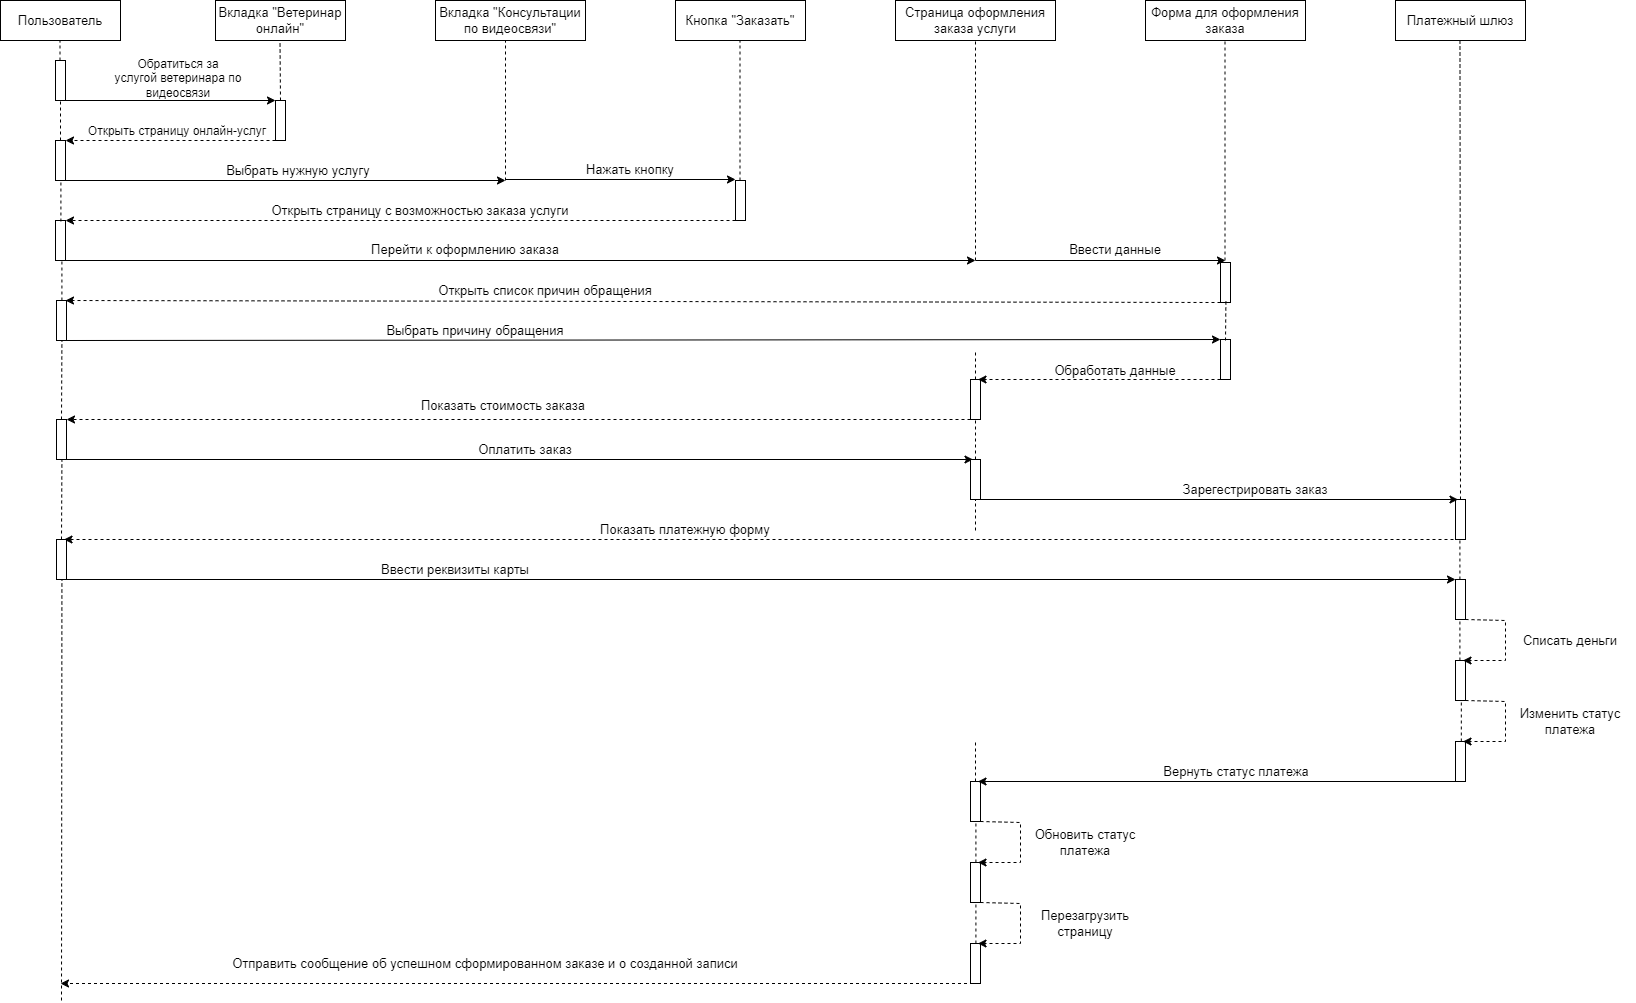 Пользователь
Вкладка "Ветеринар
онлайн"
Вкладка "Консультации
по видеосвязи"
Кнопка "Заказать"
Страница оформления
заказа услуги
Форма для оформления
заказа
Платежный шлюз
Обратиться за
услугой ветеринара по
видеосвязи
Открыть страницу онлайн-услуг
Выбрать нужную услугу
Нажать кнопку
Открыть страницу с возможностью заказа услуги
Перейти к оформлению заказа
Ввести данные
Открыть список причин обращения
Выбрать причину обращения
Обработать данные
Показать стоимость заказа
Оплатить заказ
Зарегестрировать заказ
Показать платежную форму
Ввести реквизиты карты
Списать деньги
Изменить статус
платежа
Вернуть статус платежа
Обновить статус
платежа
Перезагрузить
страницу
Отправить сообщение об успешном сформированном заказе и о созданной записи